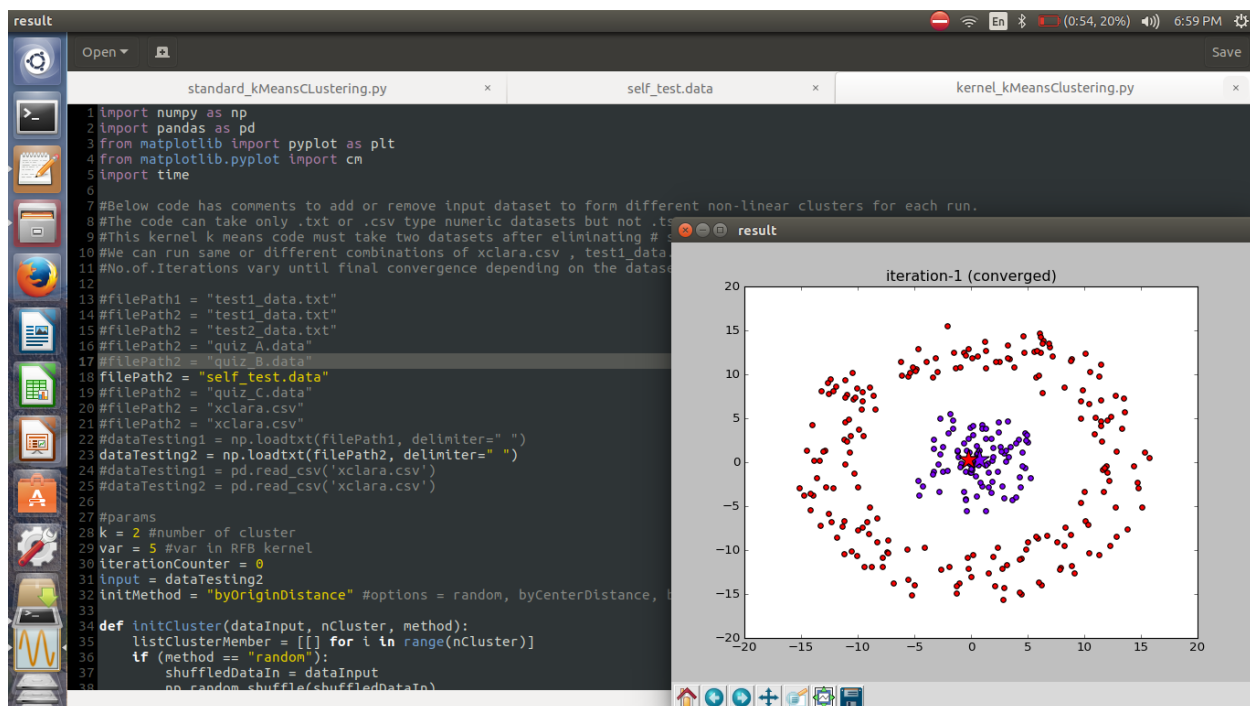 result
En
(0:54, 20%)
6:59 PM
Open
Save
standard_kMeansCLustering.py
×
self_test.data
×
kernel_kMeansClustering.py
×
1 import numpy as np
2 import pandas as pd
3 from matplotlib import pyplot as plt
4 from matplotlib.pyplot import cm
5 import time
6
7 #Below code has comments to add or remove input dataset to form different non-linear clusters for each run.
8 #The code can take only .txt or .csv type numeric datasets but not .ts
9 #This kernel k means code must take two datasets after eliminating # s
10 #We can run same or different combinations of xclara.csv , test1_data.
11 #No.of.Iterations vary until final convergence depending on the datase
12
13 #filePath1 = "test1_data.txt"
14 #filePath2 = "test1_data.txt"
15 #filePath2 = "test2_data.txt"
16 #filePath2 = "quiz_A.data"
17 #filePath2 = "quiz_B.data"
18 filePath2 = "self_test.data"
19 #filePath2 = "quiz_C.data"
20 #filePath2 = "xclara.csv"
21 #filePath2 = "xclara.csv"
22 #dataTesting1 = np.loadtxt(filePath1, delimiter=" ")
23 dataTesting2 = np.loadtxt(filePath2, delimiter=" ")
24 #dataTesting1 = pd.read_csv('xclara.csv')
25 #dataTesting2 = pd.read_csv('xclara.csv')
26
27 #params
28 k = 2 #number of cluster
29 var = 5 #var in RFB kernel
30 iterationCounter = 0
31 input = dataTesting2
32 initMethod = "byOriginDistance" #options = random, byCenterDistance, b
33
34 def initCluster(dataInput, nCluster, method):
35 listClusterMember = [[] for i in range(nCluster)]
36 if (method == "random"):
37 shuffledDataIn = dataInput
38 np.random.shuffle(shuffledDataIn)
result
iteration-1 (converged)
20
15
10
5
0
−5
−10
−15
−20
−20 −15 −10 −5 0 5 10 15 20